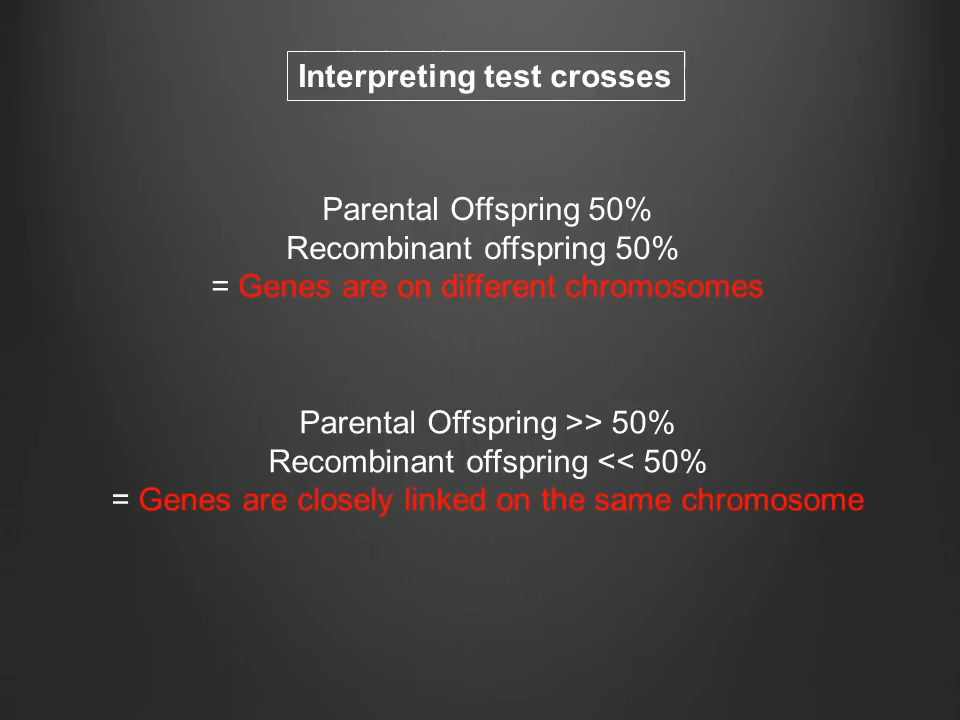 Interpreting test crosses
Parental Offspring 50%
Recombinant offspring 50%
= Genes are on different chromosomes
Parental Offspring >> 50%
Recombinant offspring << 50%
= Genes are closely linked on the same chromosome